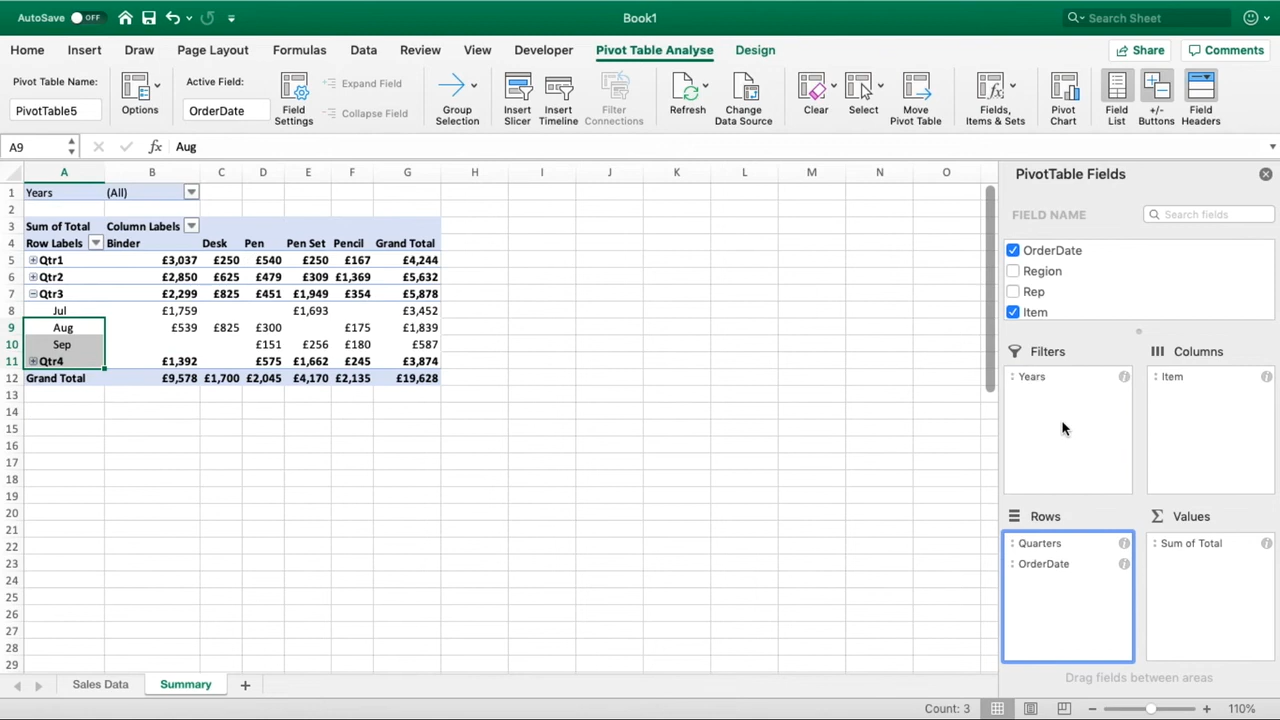 AutoSave OFF Book1 Search Sheet
Home Insert Draw Page Layout Formulas Data Review View Developer Pivot Table Analyse Design Share Comments
Pivot Table Name: Active Field: Expand Field
PivotTable5 Options OrderDate Field Settings Collapse Field Group Selection Insert Slicer Insert Timeline Filter Connections Refresh Change Data Source Clear Select Move Pivot Table Fields, Items & Sets Pivot Chart Field List +/- Buttons Field Headers
A9 fx Aug
A B C D E F G H I J K L M N O
1 Years (All)
2
3 Sum of Total Column Labels
4 Row Labels Binder Desk Pen Pen Set Pencil Grand Total
5 Qtr1 £3,037 £250 £540 £250 £167 £4,244
6 Qtr2 £2,850 £625 £479 £309 £1,369 £5,632
7 Qtr3 £2,299 £825 £451 £1,949 £354 £5,878
8 Jul £1,759 £1,693 £3,452
9 Aug £539 £825 £300 £175 £1,839
10 Sep £151 £256 £180 £587
11 Qtr4 £1,392 £575 £1,662 £245 £3,874
12 Grand Total £9,578 £1,700 £2,045 £4,170 £2,135 £19,628
13
14
15
16
17
18
19
20
21
22
23
24
25
26
27
28
29
PivotTable Fields
FIELD NAME Search fields
OrderDate
Region
Rep
Item
Filters Columns
Years Item
Rows Values
Quarters Sum of Total
OrderDate
Drag fields between areas
Sales Data Summary
Count: 3 110%